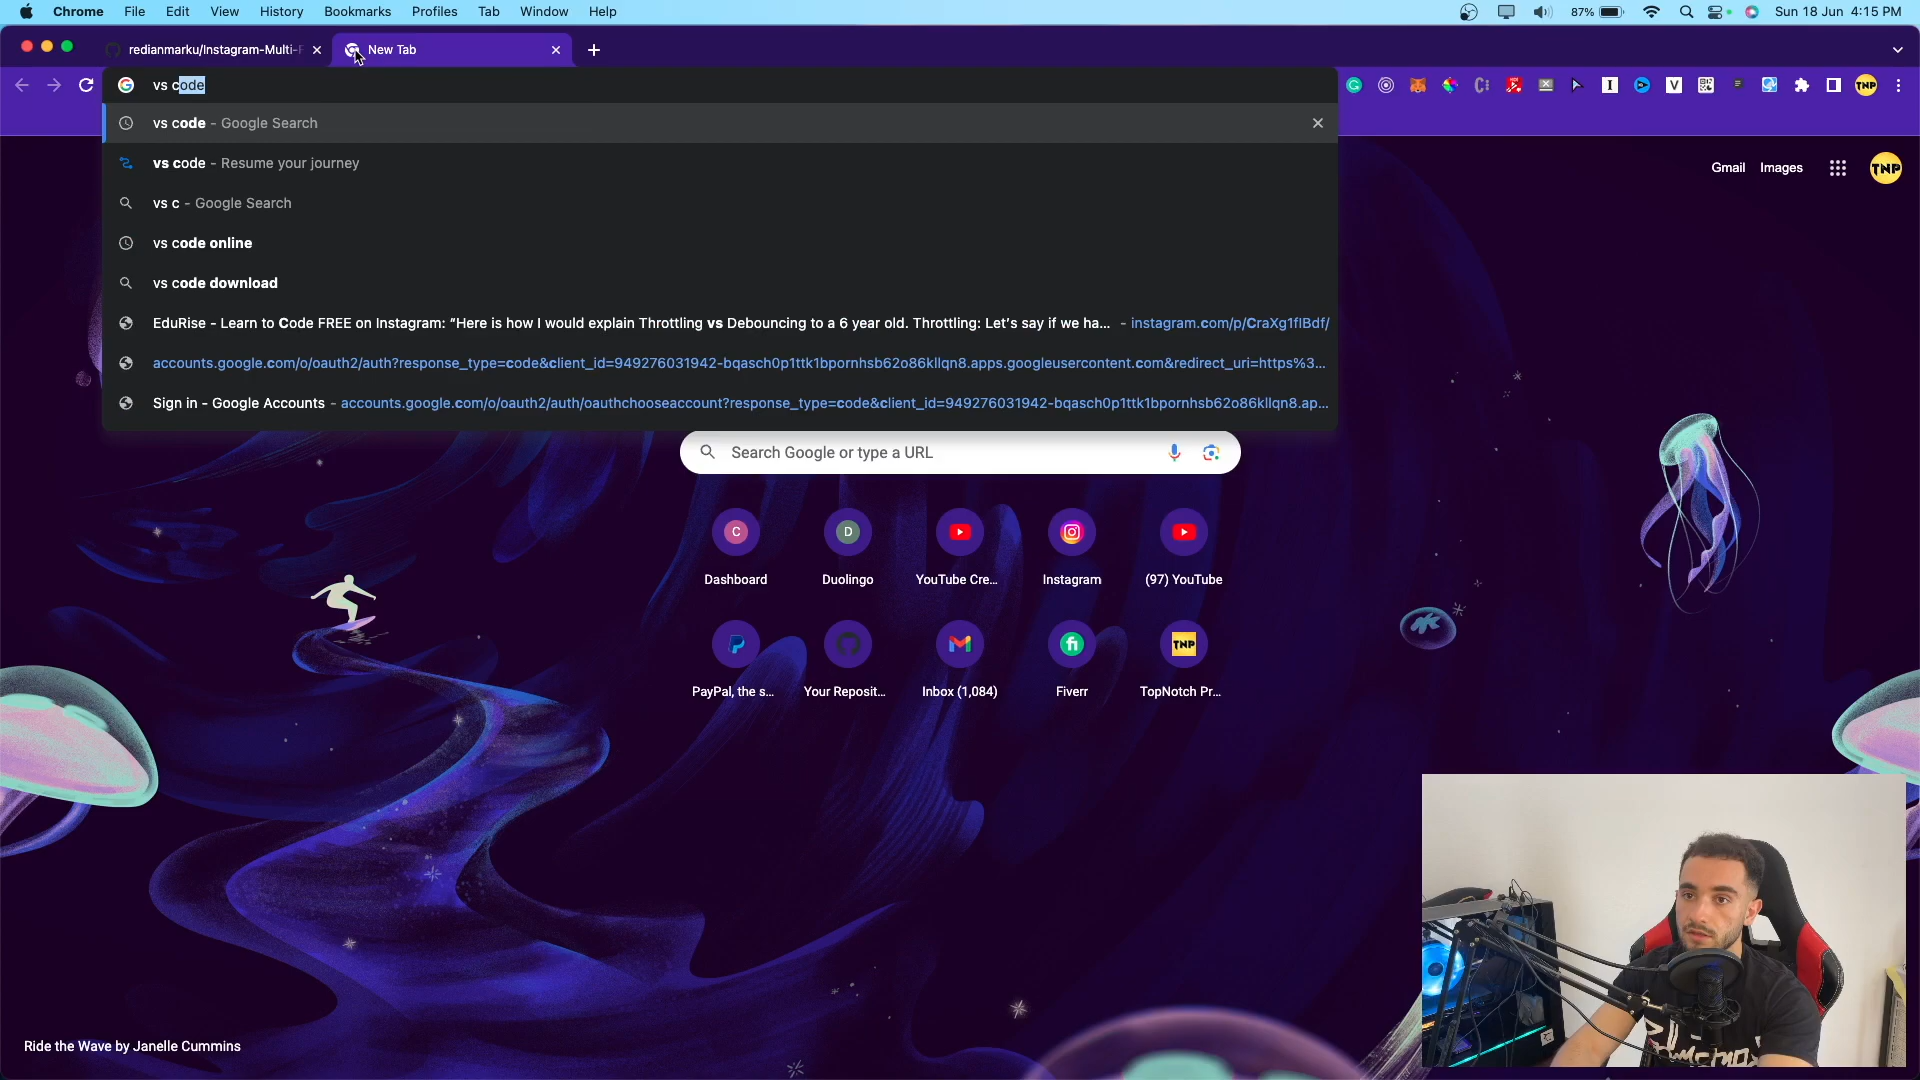 Chrome File Edit View History Bookmarks Profiles Tab Window Help 87% Sun 18 Jun 4:15 PM
redianmarku/Instagram-Multi-F New Tab
vs code
vs code - Google Search
vs code - Resume your journey
vs c - Google Search
vs code online
vs code download
EduRise - Learn to Code FREE on Instagram: "Here is how I would explain Throttling vs Debouncing to a 6 year old. Throttling: Let's say if we ha... - instagram.com/p/CraXg1flBdf/
accounts.google.com/o/oauth2/auth?response_type=code&client_id=949276031942-bqasch0p1ttk1bpornhsb62o86kllqn8.apps.googleusercontent.com&redirect_uri=https%3...
Sign in - Google Accounts - accounts.google.com/o/oauth2/auth/oauthchooseaccount?response_type=code&client_id=949276031942-bqasch0p1ttk1bpornhsb62o86kllqn8.ap...
Gmail Images TNP
Search Google or type a URL
C D
Dashboard Duolingo YouTube Cre... Instagram (97) YouTube
TNP
PayPal, the s... Your Reposit... Inbox (1,084) Fiverr TopNotch Pr...
Ride the Wave by Janelle Cummins